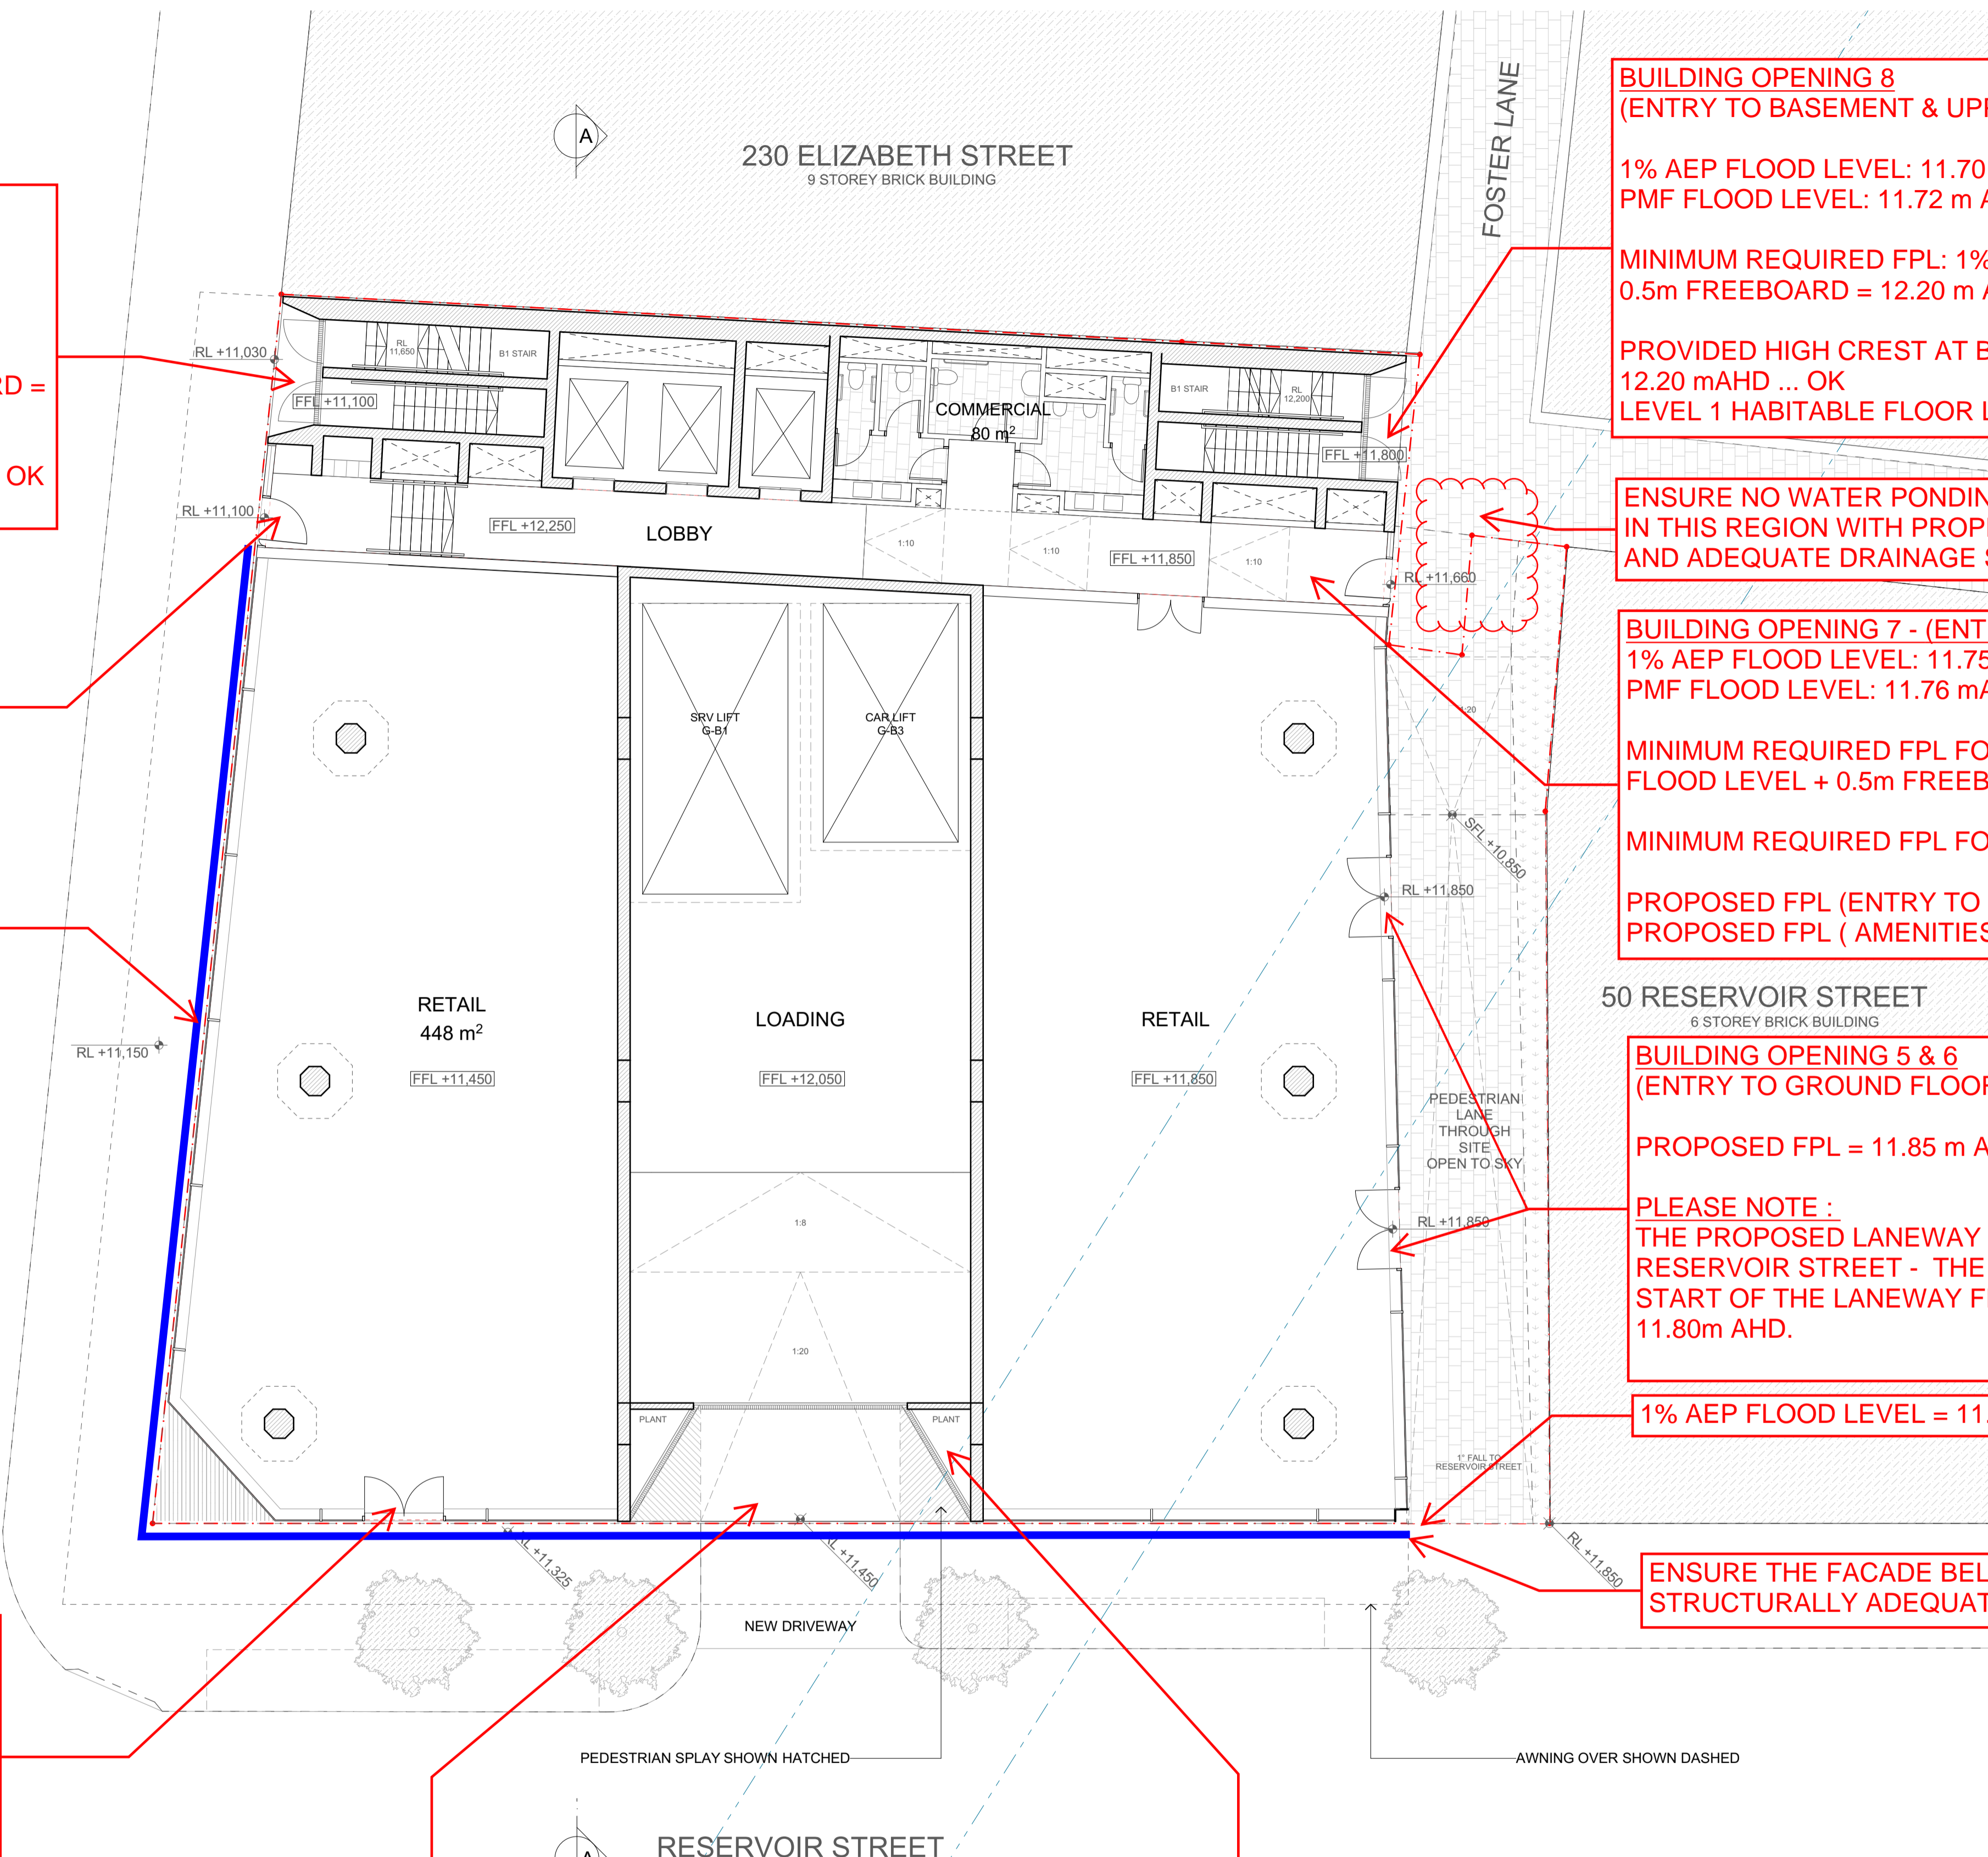 A
230 ELIZABETH STREET
9 STOREY BRICK BUILDING
FOSTER LANE
BUILDING OPENING 8
(ENTRY TO BASEMENT &
1% AEP FLOOD LEVEL: 11.70
PMF FLOOD LEVEL: 11.72 m
MINIMUM REQUIRED FPL: 1%
0.5m FREEBOARD = 12.20 m
PROVIDED HIGH CREST AT
12.20 mAHD ... OK
LEVEL 1 HABITABLE FLOOR
=
OK
RL +11,030
RL
11,650
B1 STAIR
FFL +11,100
RL +11,100
COMMERCIAL
80 m²
B1 STAIR
RL
12,200
FFL +11,800
FFL +12,250
LOBBY
1:10
1:10
FFL +11,850
1:10
RL +11,660
ENSURE NO WATER
IN THIS REGION WITH
AND ADEQUATE DRAINAGE
BUILDING OPENING 7 -
1% AEP FLOOD LEVEL: 11.75
PMF FLOOD LEVEL: 11.76
MINIMUM REQUIRED FPL
FLOOD LEVEL + 0.5m
MINIMUM REQUIRED FPL
PROPOSED FPL (ENTRY TO
PROPOSED FPL ( AMENITIES
SRV LIFT
G-B1
CAR LIFT
G-B3
1:20
SFL +10,850
RL +11,850
50 RESERVOIR STREET
6 STOREY BRICK BUILDING
RETAIL
448 m²
LOADING
RETAIL
RL +11,150
FFL +11,450
FFL +12,050
FFL +11,850
PEDESTRIAN
LANE
THROUGH
SITE
OPEN TO SKY
BUILDING OPENING 5 & 6
(ENTRY TO GROUND
PROPOSED FPL = 11.85 m
PLEASE NOTE :
THE PROPOSED LANEWAY
RESERVOIR STREET - THE
START OF THE LANEWAY
11.80m AHD.
RL +11,850
1:8
1:20
PLANT
PLANT
1% AEP FLOOD LEVEL = 11.
1° FALL TO
RESERVOIR STREET
RL +11,325
RL +11,450
RL +11,850
ENSURE THE FACADE
STRUCTURALLY
NEW DRIVEWAY
PEDESTRIAN SPLAY SHOWN HATCHED
AWNING OVER SHOWN DASHED
RESERVOIR STREET
A